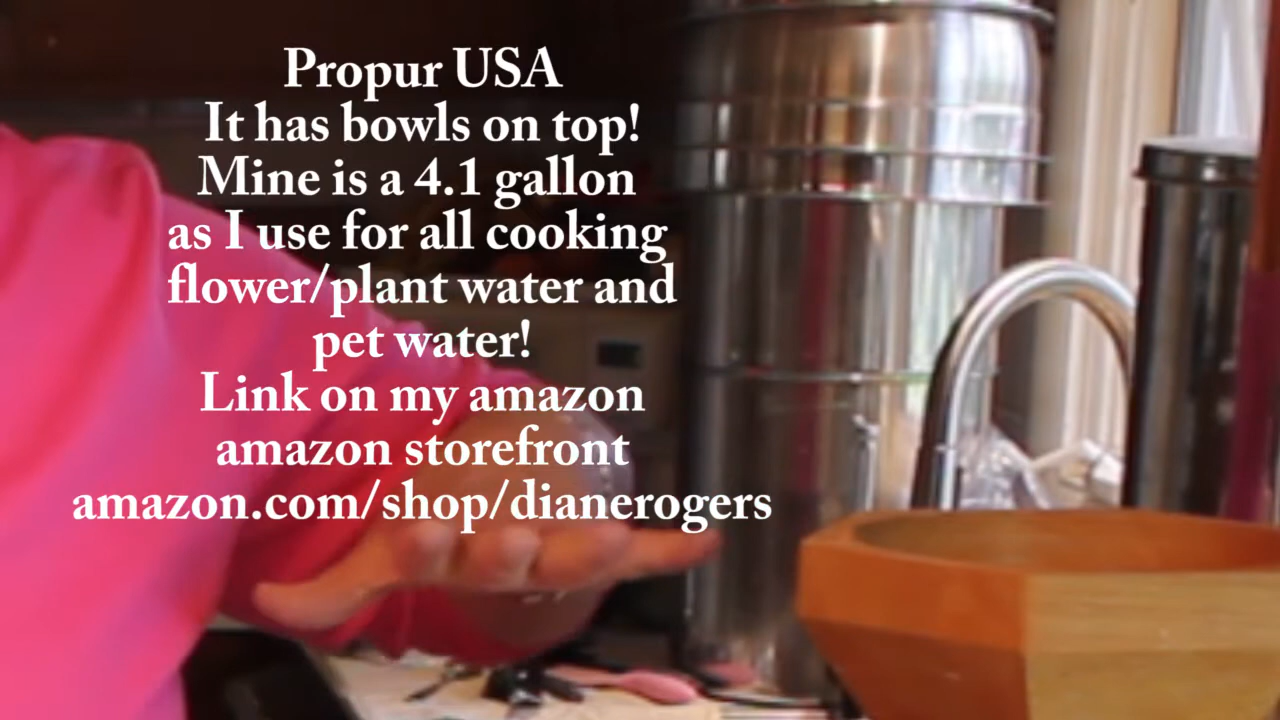 Propur USA
It has bowls on top!
Mine is a 4.1 gallon
as I use for all cooking
flower/plant water and
pet water!
Link on my amazon
amazon storefront
amazon.com/shop/dianerogers